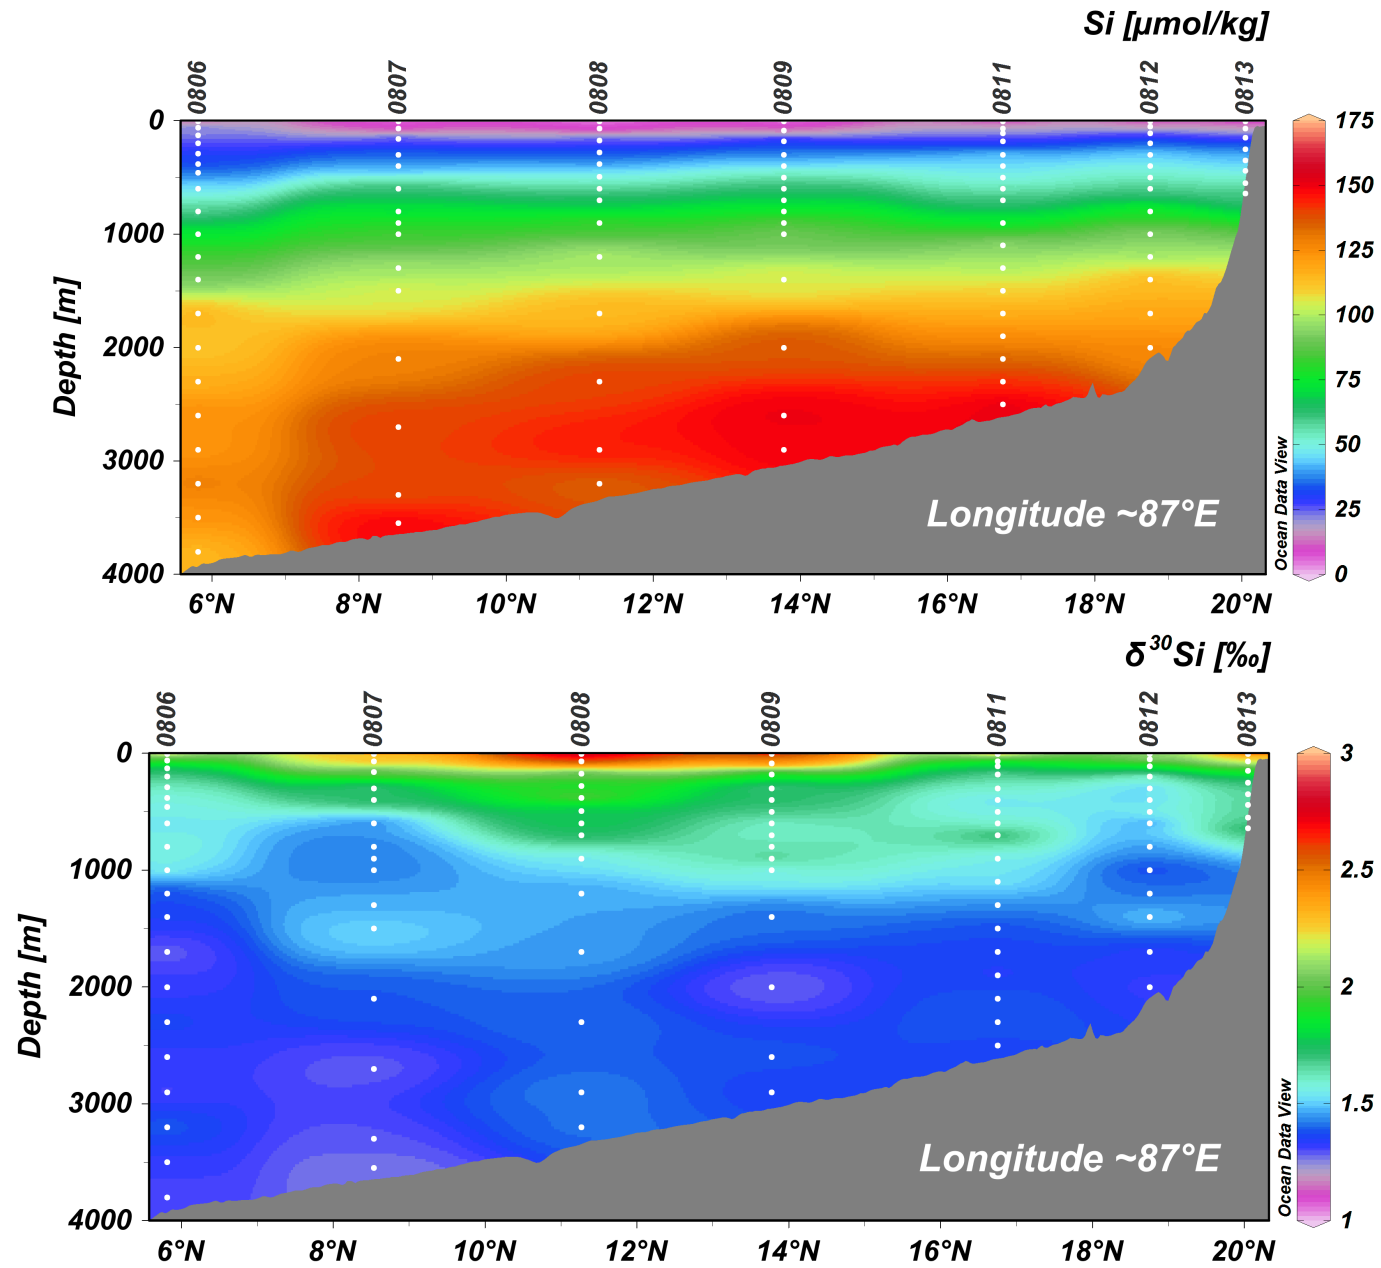 Si [µmol/kg]
0806 0807 0808 0809 0811 0812 0813
0
1000
2000
3000
4000
Depth [m]
6°N 8°N 10°N 12°N 14°N 16°N 18°N 20°N
Longitude ~87°E
Ocean Data View
175
150
125
100
75
50
25
0
δ³⁰Si [‰]
0806 0807 0808 0809 0811 0812 0813
0
1000
2000
3000
4000
Depth [m]
6°N 8°N 10°N 12°N 14°N 16°N 18°N 20°N
Longitude ~87°E
Ocean Data View
3
2.5
2
1.5
1